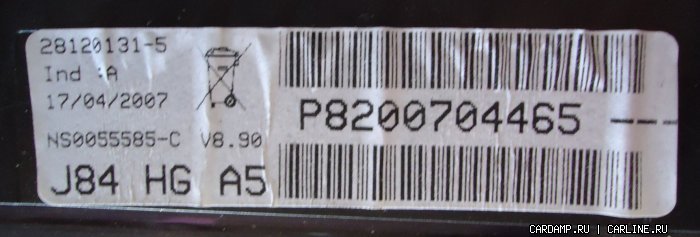 28120131-5
Ind :A
17/04/2007
NS0055585-C V8.90
J84 HG A5
P8200704465 ---
CARDAMP.RU | CARLINE.RU